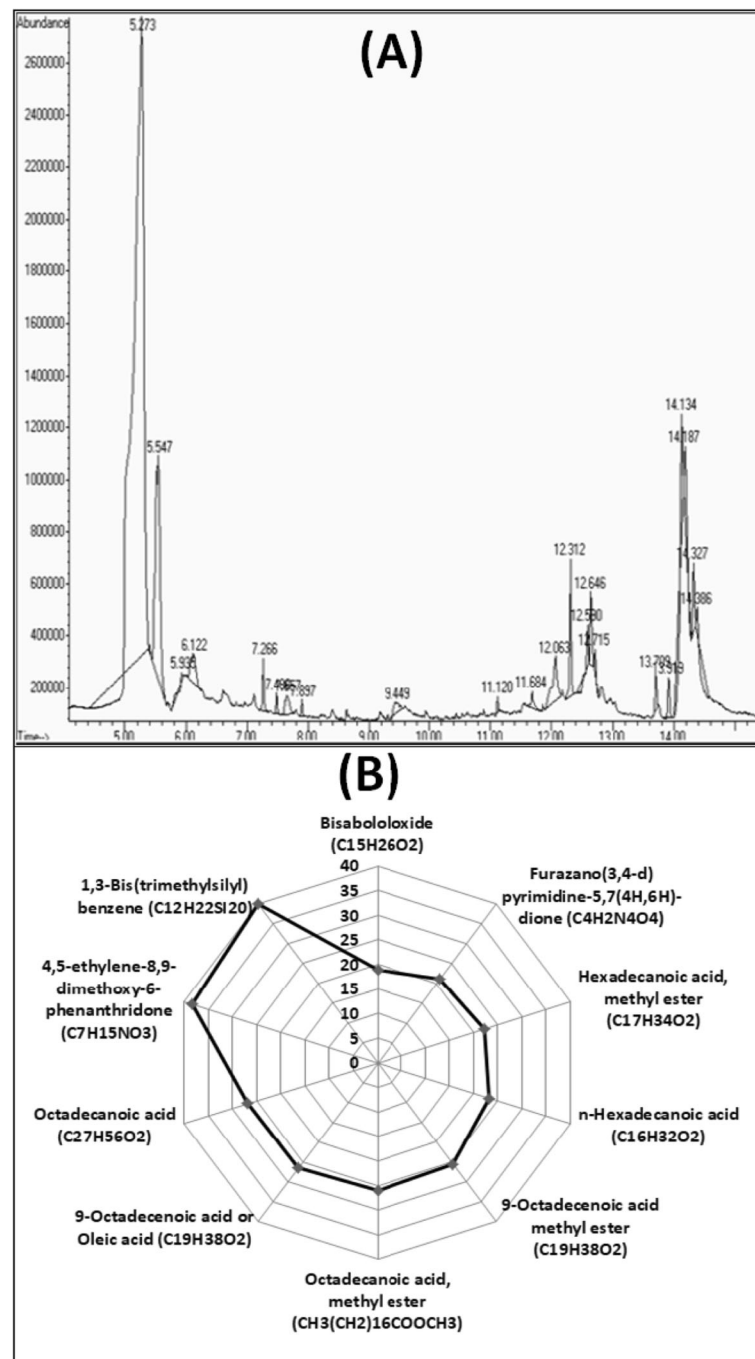 (A)
Abundance
2600000
2400000
2200000
2000000
1800000
1600000
1400000
1200000
1000000
800000
600000
400000
200000
5.273
5.547
6.122
7.266
7.897
9.449
11.120
11.684
12.063
12.312
12.646
12.715
13.709
14.134
14.187
14.327
14.386
Time-->
5.00
6.00
7.00
8.00
9.00
10.00
11.00
12.00
13.00
14.00
(B)
Bisabololoxide
(C15H26O2)
Furazano(3,4-d)
pyrimidine-5,7(4H,6H)-
dione (C4H2N4O4)
Hexadecanoic acid,
methyl ester
(C17H34O2)
n-Hexadecanoic acid
(C16H32O2)
9-Octadecenoic acid
methyl ester
(C19H38O2)
Octadecanoic acid,
methyl ester
(CH3(CH2)16COOCH3)
9-Octadecenoic acid or
Oleic acid (C19H38O2)
Octadecanoic acid
(C27H56O2)
4,5-ethylene-8,9-
dimethoxy-6-
phenanthridone
(C7H15NO3)
1,3-Bis(trimethylsilyl)
benzene (C12H22SI20)
40
35
30
25
20
15
10
5
0